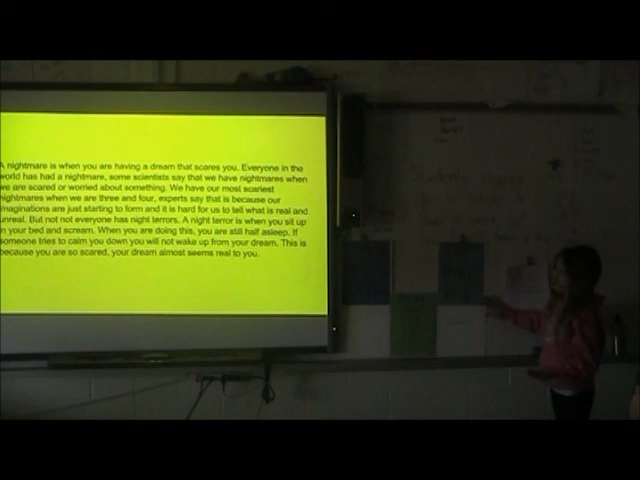 A nightmare is when you are having a dream that scares you. Everyone in the
world has had a nightmare, some scientists say that we have nightmares when
we are scared or worried about something. We have our most scariest
nightmares when we are three and four, experts say that is because our
imaginations are just starting to form and it is hard for us to tell what is real and
unreal. But not not everyone has night terrors. A night terror is when you sit up
in your bed and scream. When you are doing this, you are still half asleep. If
someone tries to calm you down you will not wake up from your dream. This is
because you are so scared, your dream almost seems real to you.